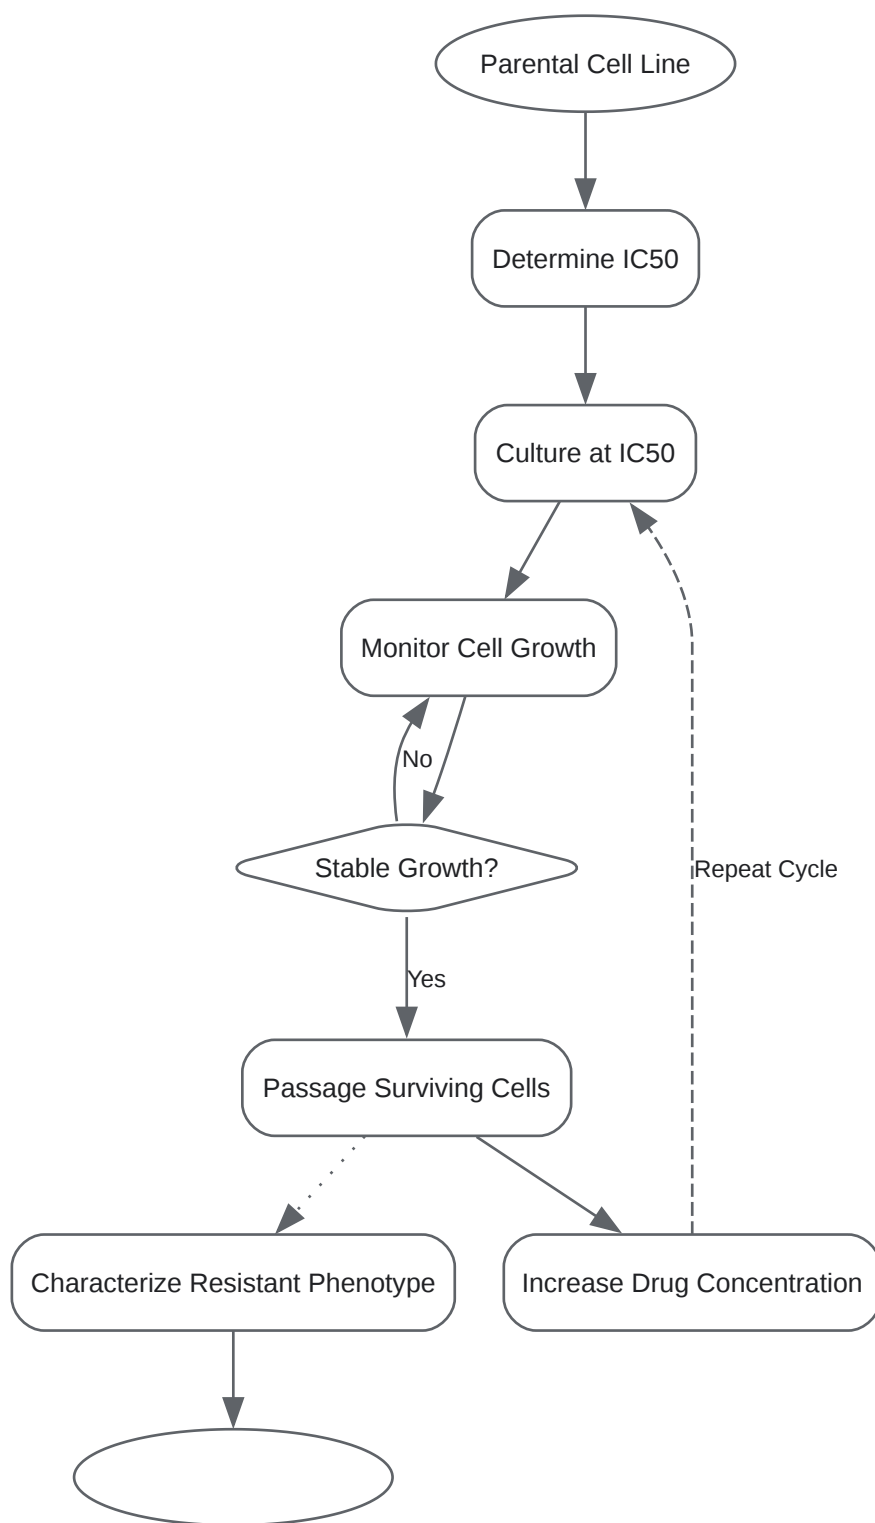 Parental Cell Line
Determine IC50
Culture at IC50
Monitor Cell Growth
No
Stable Growth?
Repeat Cycle
Yes
Passage Surviving Cells
Characterize Resistant Phenotype
Increase Drug Concentration